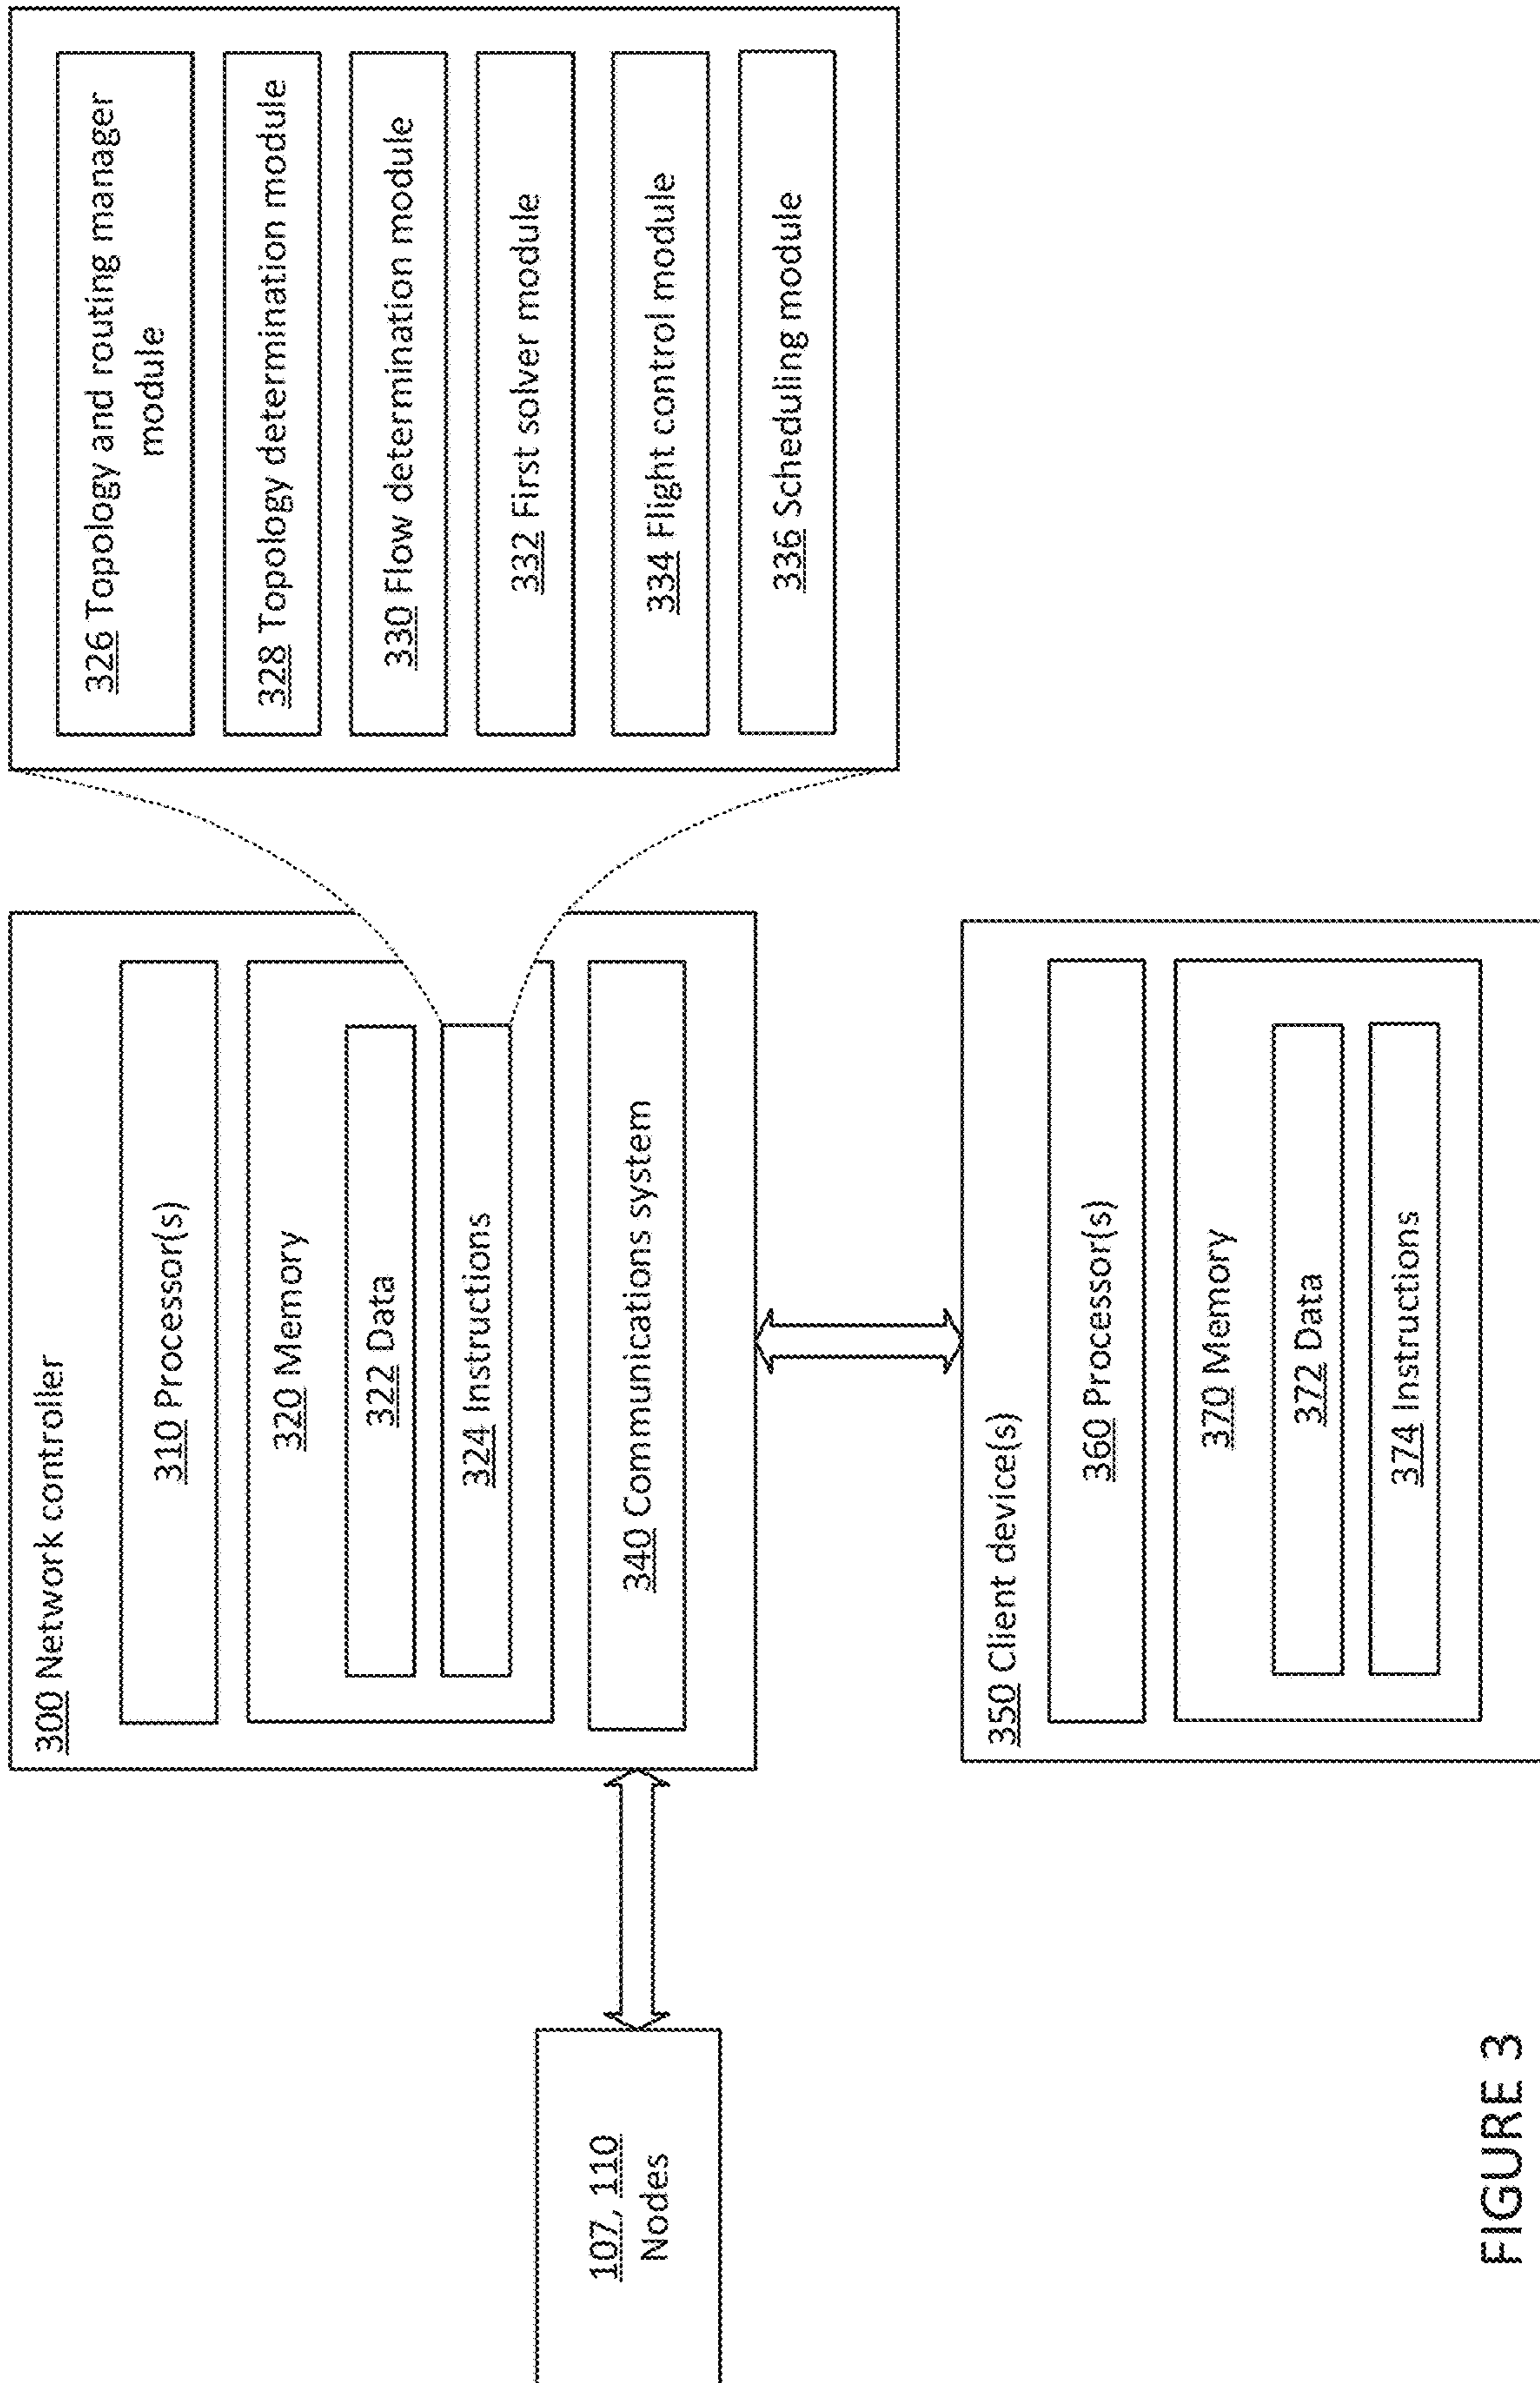 300 Network controller
310 Processor(s)
320 Memory
322 Data
324 Instructions
340 Communications system
326 Topology and routing manager
module
328 Topology determination module
330 Flow determination module
332 First solver module
334 Flight control module
336 Scheduling module
107, 110
Nodes
350 Client device(s)
360 Processor(s)
370 Memory
372 Data
374 Instructions
FIGURE 3